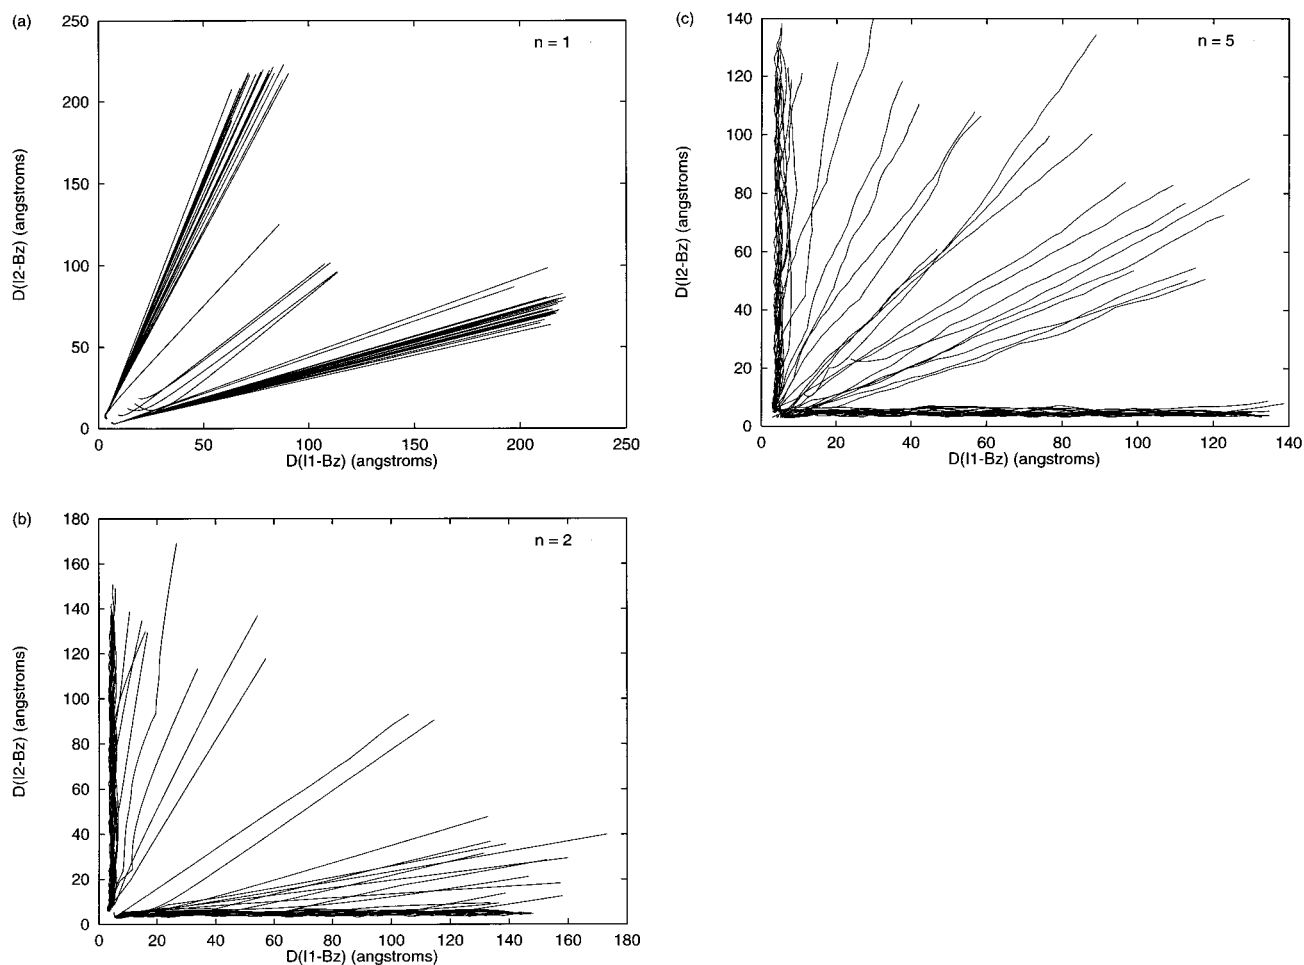 (a)
n = 1
250
200
150
100
50
0
D(I2-Bz) (angstroms)
0 50 100 150 200 250
D(I1-Bz) (angstroms)
(c)
n = 5
140
120
100
80
60
40
20
0
D(I2-Bz) (angstroms)
0 20 40 60 80 100 120 140
D(I1-Bz) (angstroms)
(b)
n = 2
180
160
140
120
100
80
60
40
20
0
D(I2-Bz) (angstroms)
0 20 40 60 80 100 120 140 160 180
D(I1-Bz) (angstroms)